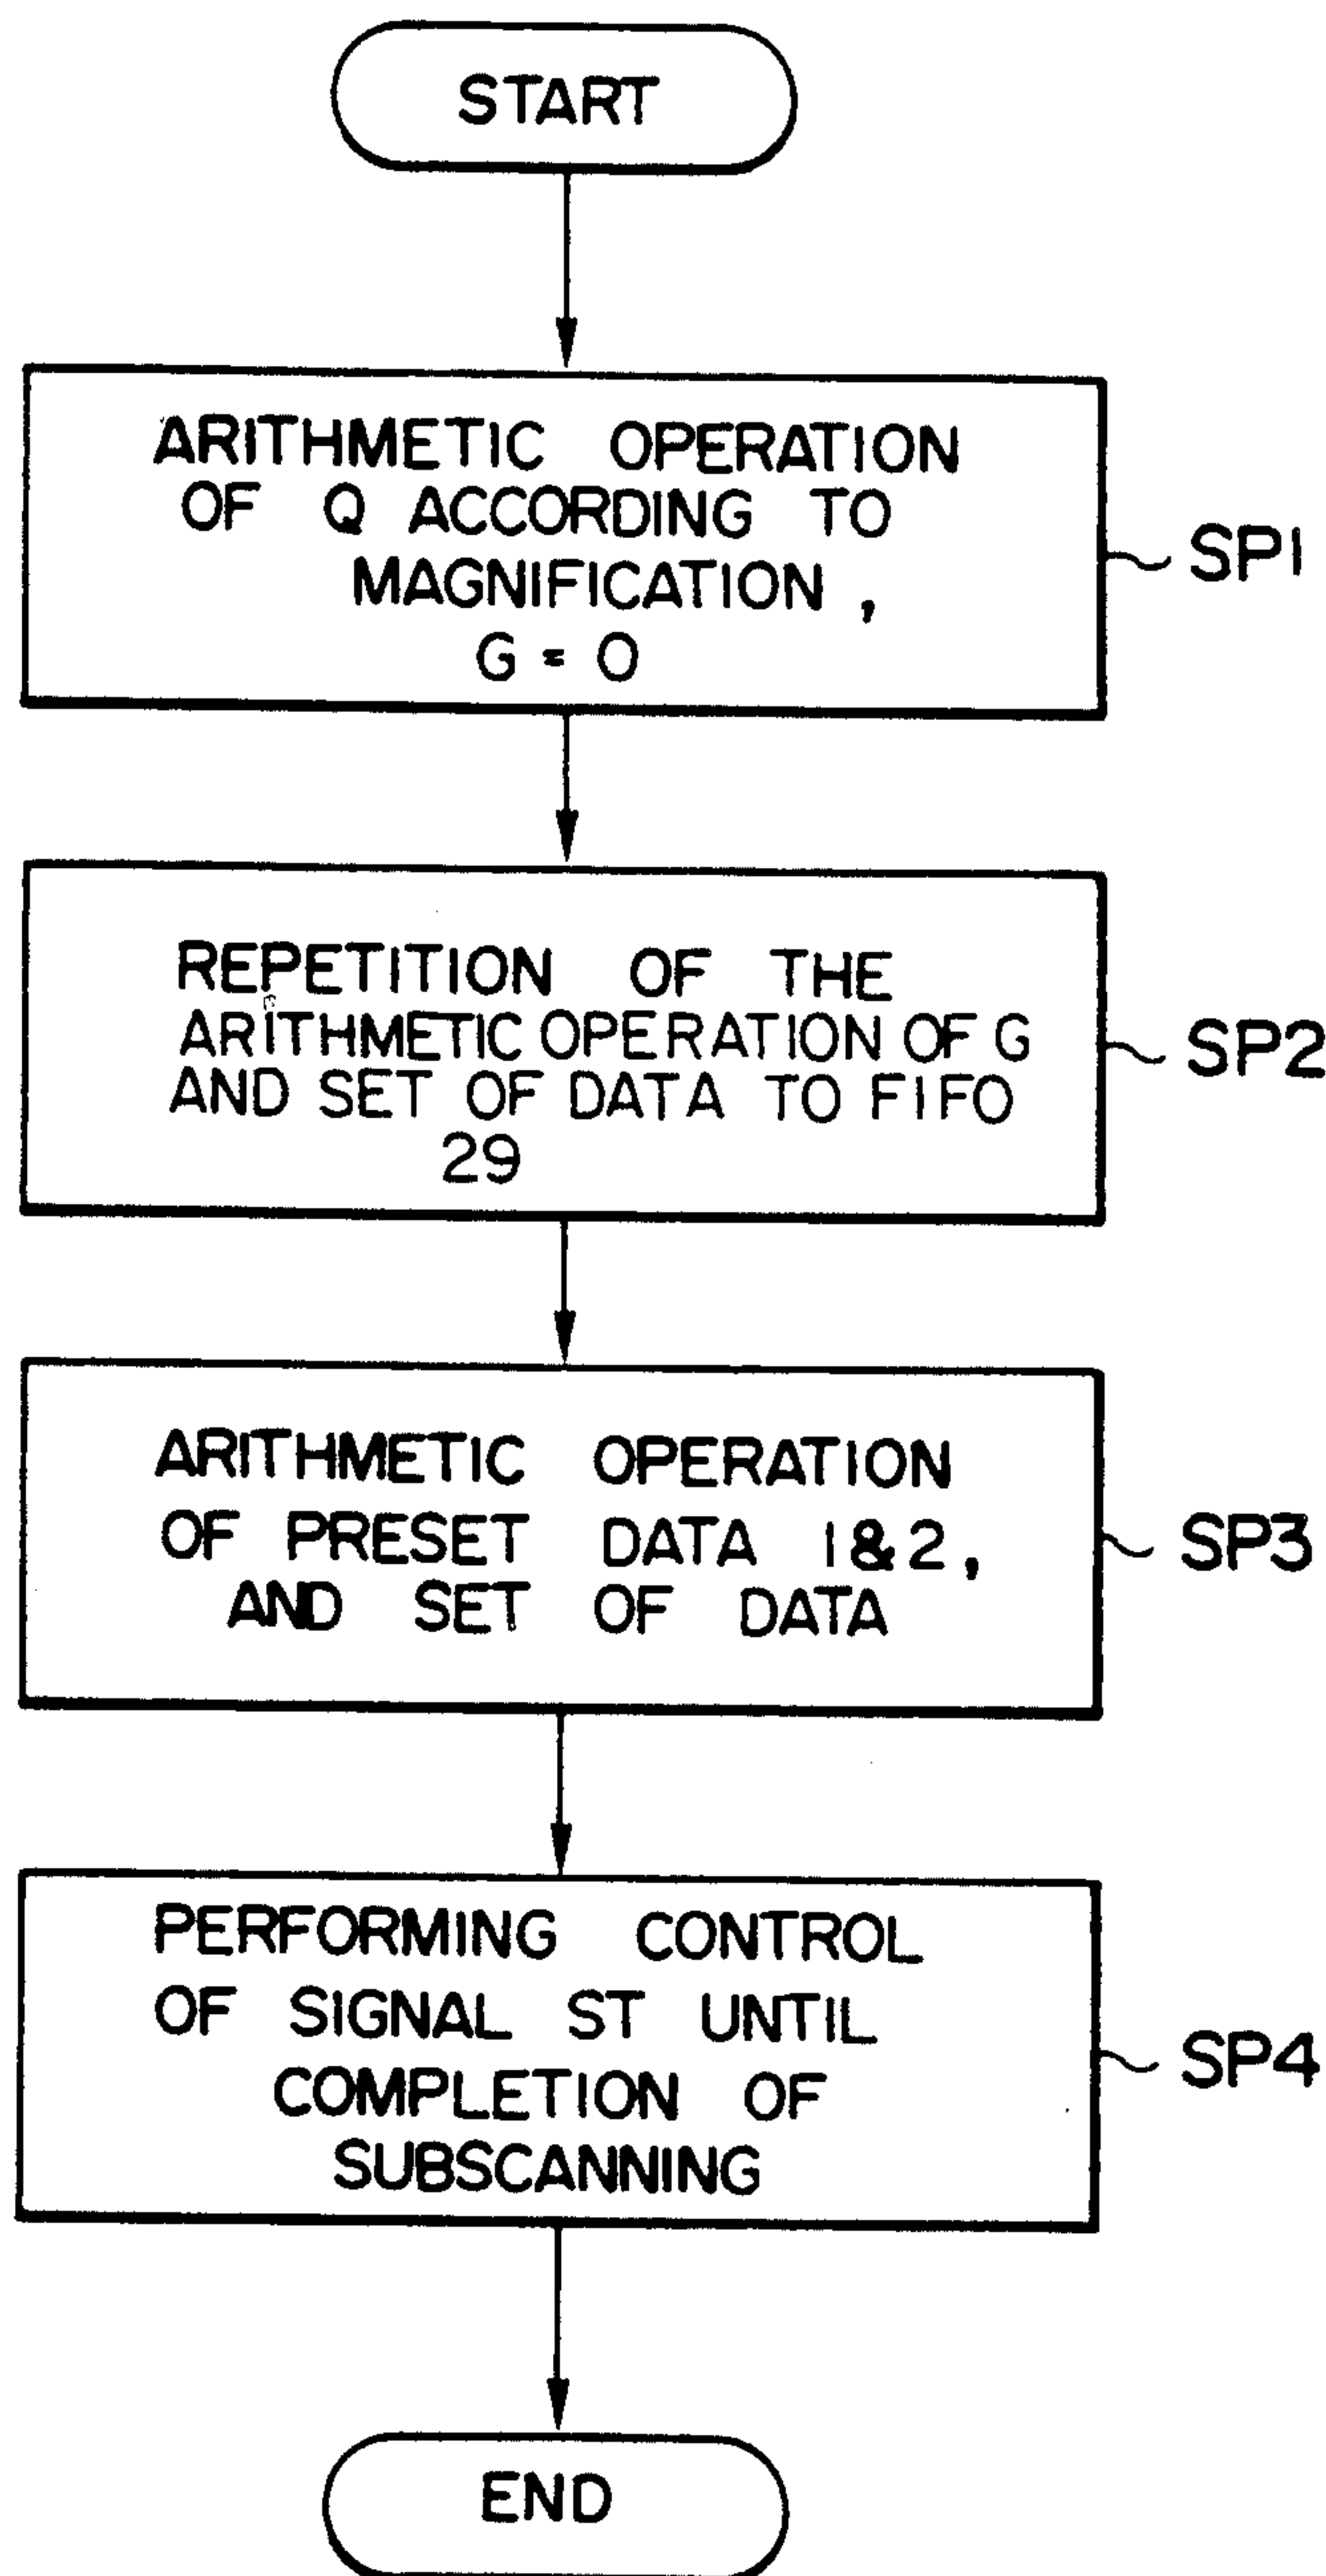 START
ARITHMETIC OPERATION
OF Q ACCORDING TO
MAGNIFICATION,
G = 0
SP1
REPETITION OF THE
ARITHMETIC OPERATION OF G
AND SET OF DATA TO FIFO
29
SP2
ARITHMETIC OPERATION
OF PRESET DATA 1&2,
AND SET OF DATA
SP3
PERFORMING CONTROL
OF SIGNAL ST UNTIL
COMPLETION OF
SUBSCANNING
SP4
END